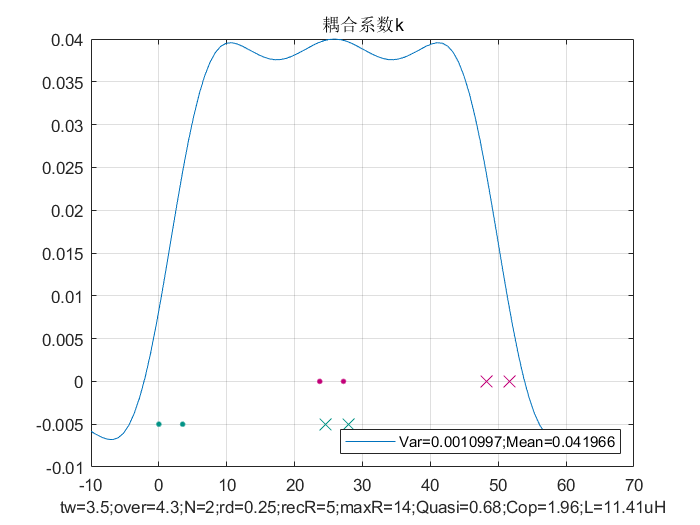 耦合系数k
0.04
0.035
0.03
0.025
0.02
0.015
0.01
0.005
0
-0.005
-0.01
Var=0.0010997;Mean=0.041966
-10 0 10 20 30 40 50 60 70
tw=3.5;over=4.3;N=2;rd=0.25;recR=5;maxR=14;Quasi=0.68;Cop=1.96;L=11.41uH